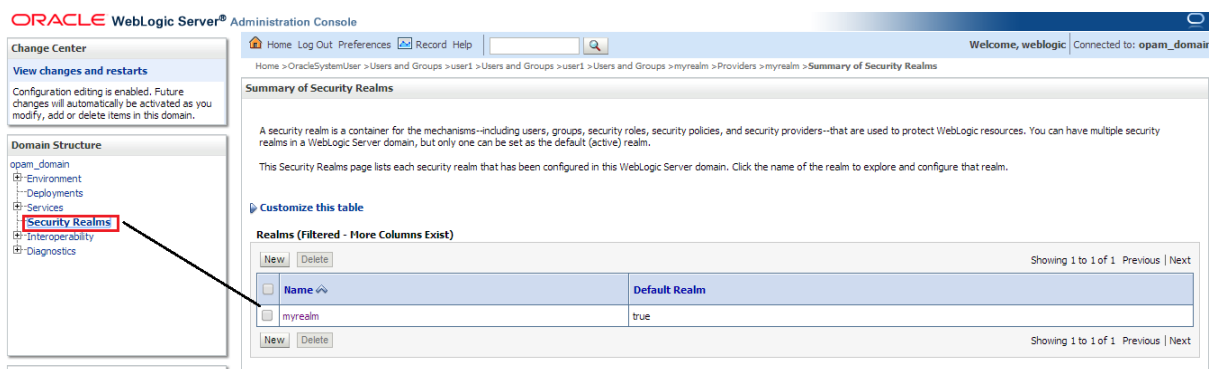 ORACLE WebLogic Server® Administration Console
Change Center
View changes and restarts
Configuration editing is enabled. Future
changes will automatically be activated as you
modify, add or delete items in this domain.
Domain Structure
opam_domain
Environment
Deployments
Services
Security Realms
Interoperability
Diagnostics
Home Log Out Preferences Record Help
Welcome, weblogic Connected to: opam_domain
Home >OracleSystemUser >Users and Groups >user1 >Users and Groups >user1 >Users and Groups >myrealm >Providers >myrealm >Summary of Security Realms
Summary of Security Realms
A security realm is a container for the mechanisms--including users, groups, security roles, security policies, and security providers--that are used to protect WebLogic resources. You can have multiple security
realms in a WebLogic Server domain, but only one can be set as the default (active) realm.
This Security Realms page lists each security realm that has been configured in this WebLogic Server domain. Click the name of the realm to explore and configure that realm.
Customize this table
Realms (Filtered - More Columns Exist)
New Delete
Showing 1 to 1 of 1 Previous | Next
Name Default Realm
myrealm true
New Delete
Showing 1 to 1 of 1 Previous | Next